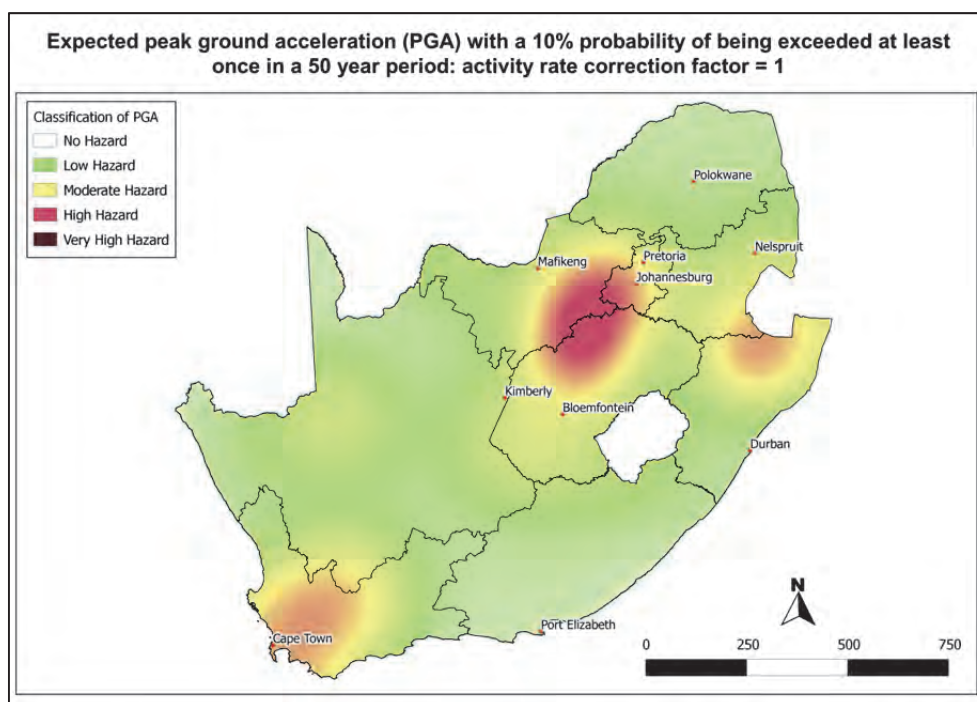 Expected peak ground acceleration (PGA) with a 10% probability of being exceeded at least
once in a 50 year period: activity rate correction factor = 1
Classification of PGA
No Hazard
Low Hazard
Moderate Hazard
High Hazard
Very High Hazard
Polokwane
Nelspruit
Pretoria
Mafikeng
Johannesburg
Kimberly
Bloemfontein
Durban
Port Elizabeth
Cape Town
N
0 250 500 750